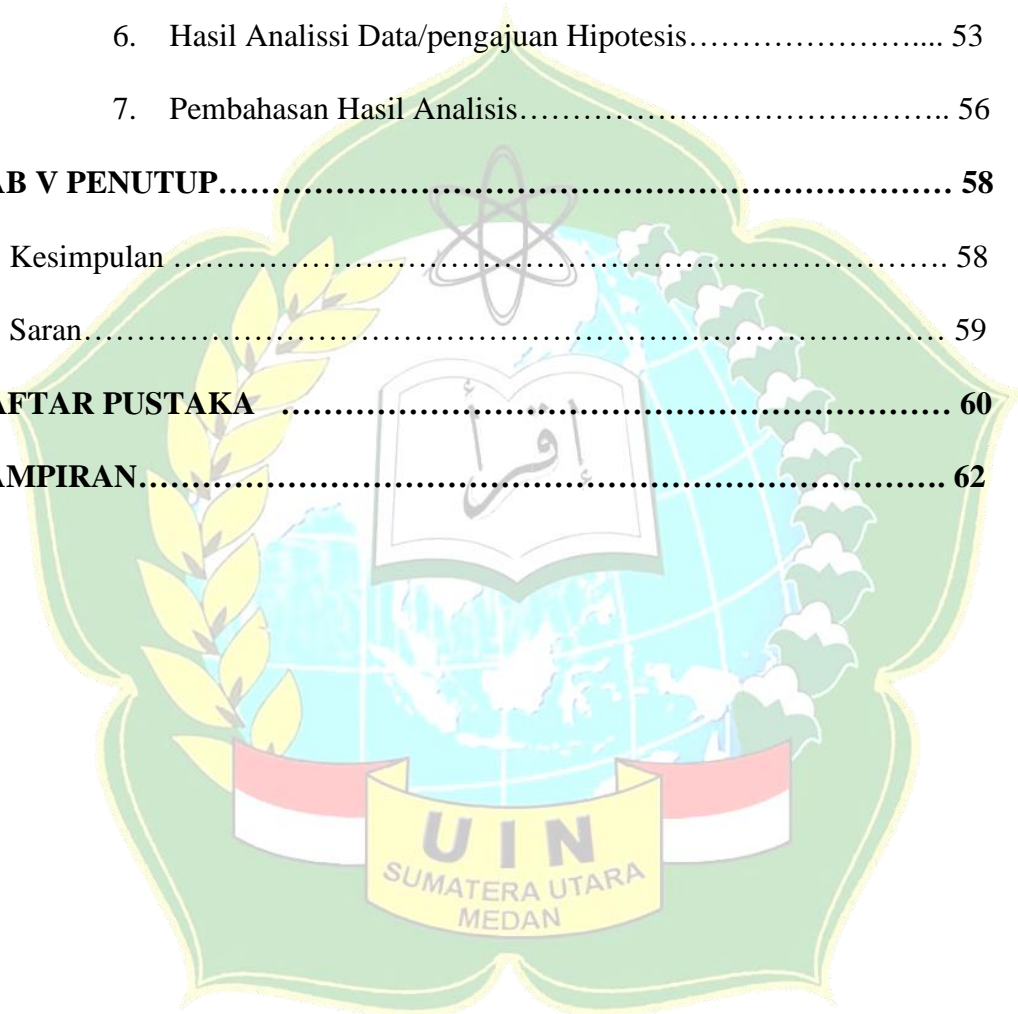 6. Hasil Analissi Data/pengajuan Hipotesis………………….... 53
7. Pembahasan Hasil Analisis………………………………….. 56
AB V PENUTUP……………………………………………………………… 58
Kesimpulan ………………………………………………………………. 58
Saran………………………………………………………………………. 59
AFTAR PUSTAKA ………………………………………………………… 60
AMPIRAN……………………………………………………………………. 62
إقرأ
UIN
SUMATERA UTARA
MEDAN